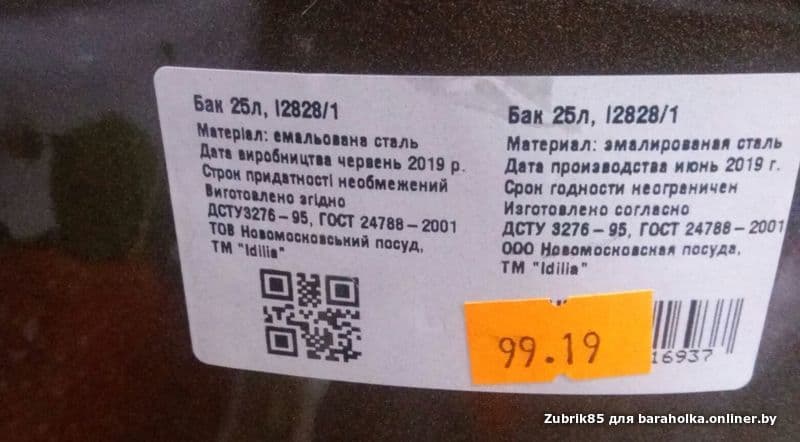 Бак 25л, І2828/1
Матеріал: емальована сталь
Дата виробництва червень 2019 р.
Строк придатності необмежений
Виготовлено згідно
ДСТУ3276 – 95, ГОСТ 24788 – 2001
ТОВ Новомосковський посуд,
ТМ "Idilia"
Бак 25л, І2828/1
Материал: эмалированая сталь
Дата производства июнь 2019 г.
Срок годности неограничен
Изготовлено согласно
ДСТУ 3276 – 95, ГОСТ 24788 – 2001
ООО Новомосковская посуда,
ТМ "Idilia"
99.19
16937
Zubrik85 для baraholka.onliner.by